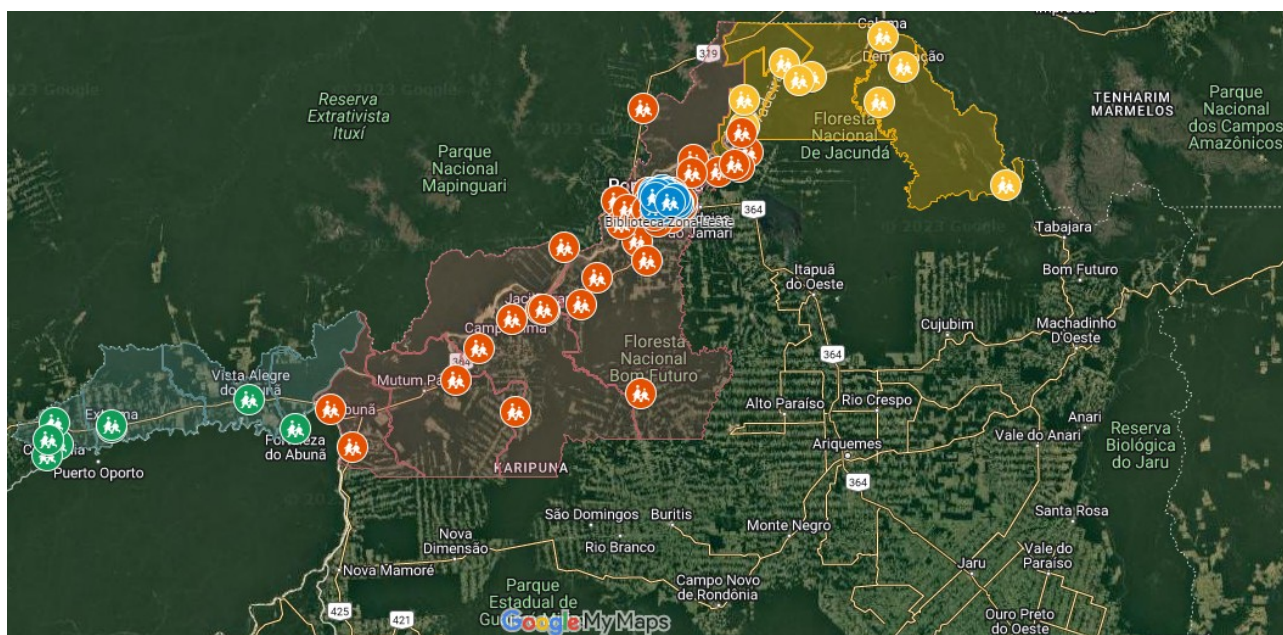 Calama
319
TENHARIM
MARMELOS
Parque
Nacional
dos Campos
Amazônicos
Reserva
Extrativista
Ituxí
Floresta
Nacional
De Jacundá
Parque
Nacional
Mapinguari
364
Biblioteca Zona Leste
do Jamari
Tabajara
Bom Futuro
Itapuã
do Oeste
Cujubim
Machadinho
D'Oeste
364
Floresta
Nacional
Bom Futuro
Vista Alegre
Mutum
Alto Paraíso
Rio Crespo
Anari
Fortaleza
do Abunã
Puerto Oporto
Ariquemes
Vale do Anari
Reserva
Biológica
do Jaru
KARIPUNA
364
São Domingos
Buritis
Rio Branco
Monte Negro
Santa Rosa
Nova
Dimensão
Nova Mamoré
Vale do
Paraíso
Jaru
Campo Novo
de Rondônia
Parque
Estadual de
425
421
Ouro Preto
do Oeste
Google My Maps